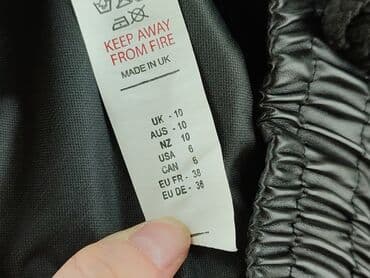 KEEP AWAY
FROM FIRE
MADE IN UK
UK - 10
AUS - 10
NZ 10
USA 6
CAN 6
EU FR - 38
EU DE - 36